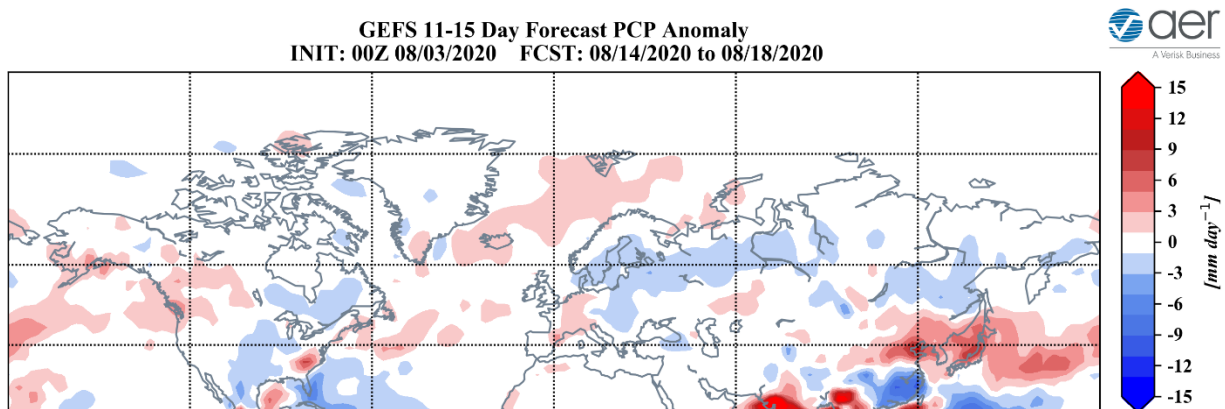 GEFS 11-15 Day Forecast PCP Anomaly
INIT: 00Z 08/03/2020 FCST: 08/14/2020 to 08/18/2020
aer
A Verisk Business
15
12
9
6
3
0
-3
-6
-9
-12
-15
[mm day⁻¹]